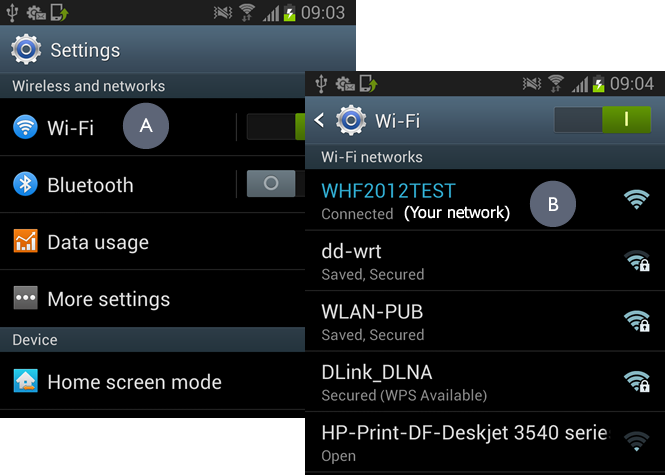 09:03
Settings
Wireless and networks
Wi-Fi
A
Bluetooth
Data usage
More settings
Device
Home screen mode
09:04
Wi-Fi
Wi-Fi networks
WHF2012TEST
Connected (Your network)
B
dd-wrt
Saved, Secured
WLAN-PUB
Saved, Secured
DLink_DLNA
Secured (WPS Available)
HP-Print-DF-Deskjet 3540 serie
Open